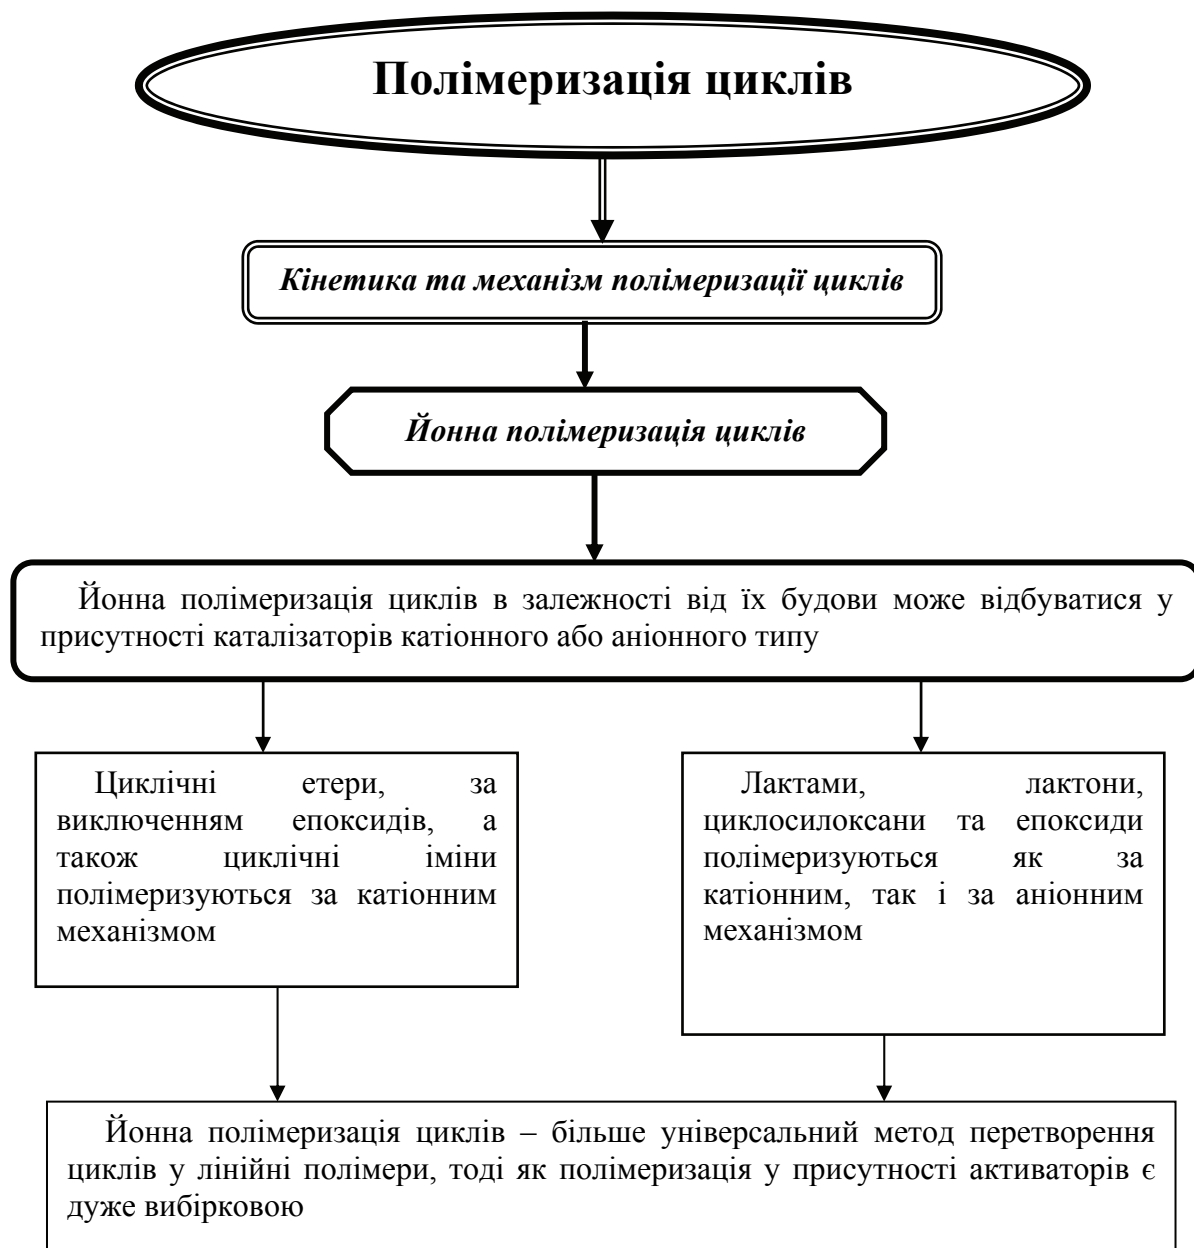 Полімеризація циклів
Кінетика та механізм полімеризації циклів
Йонна полімеризація циклів
Йонна полімеризація циклів в залежності від їх будови може відбуватися у
присутності каталізаторів катіонного або аніонного типу
Циклічні етери, за
виключенням епоксидів, а
також циклічні іміни
полімеризуються за катіонним
механізмом
Лактами, лактони,
циклосилоксани та епоксиди
полімеризуються як за
катіонним, так і за аніонним
механізмом
Йонна полімеризація циклів – більше універсальний метод перетворення
циклів у лінійні полімери, тоді як полімеризація у присутності активаторів є
дуже вибірковою